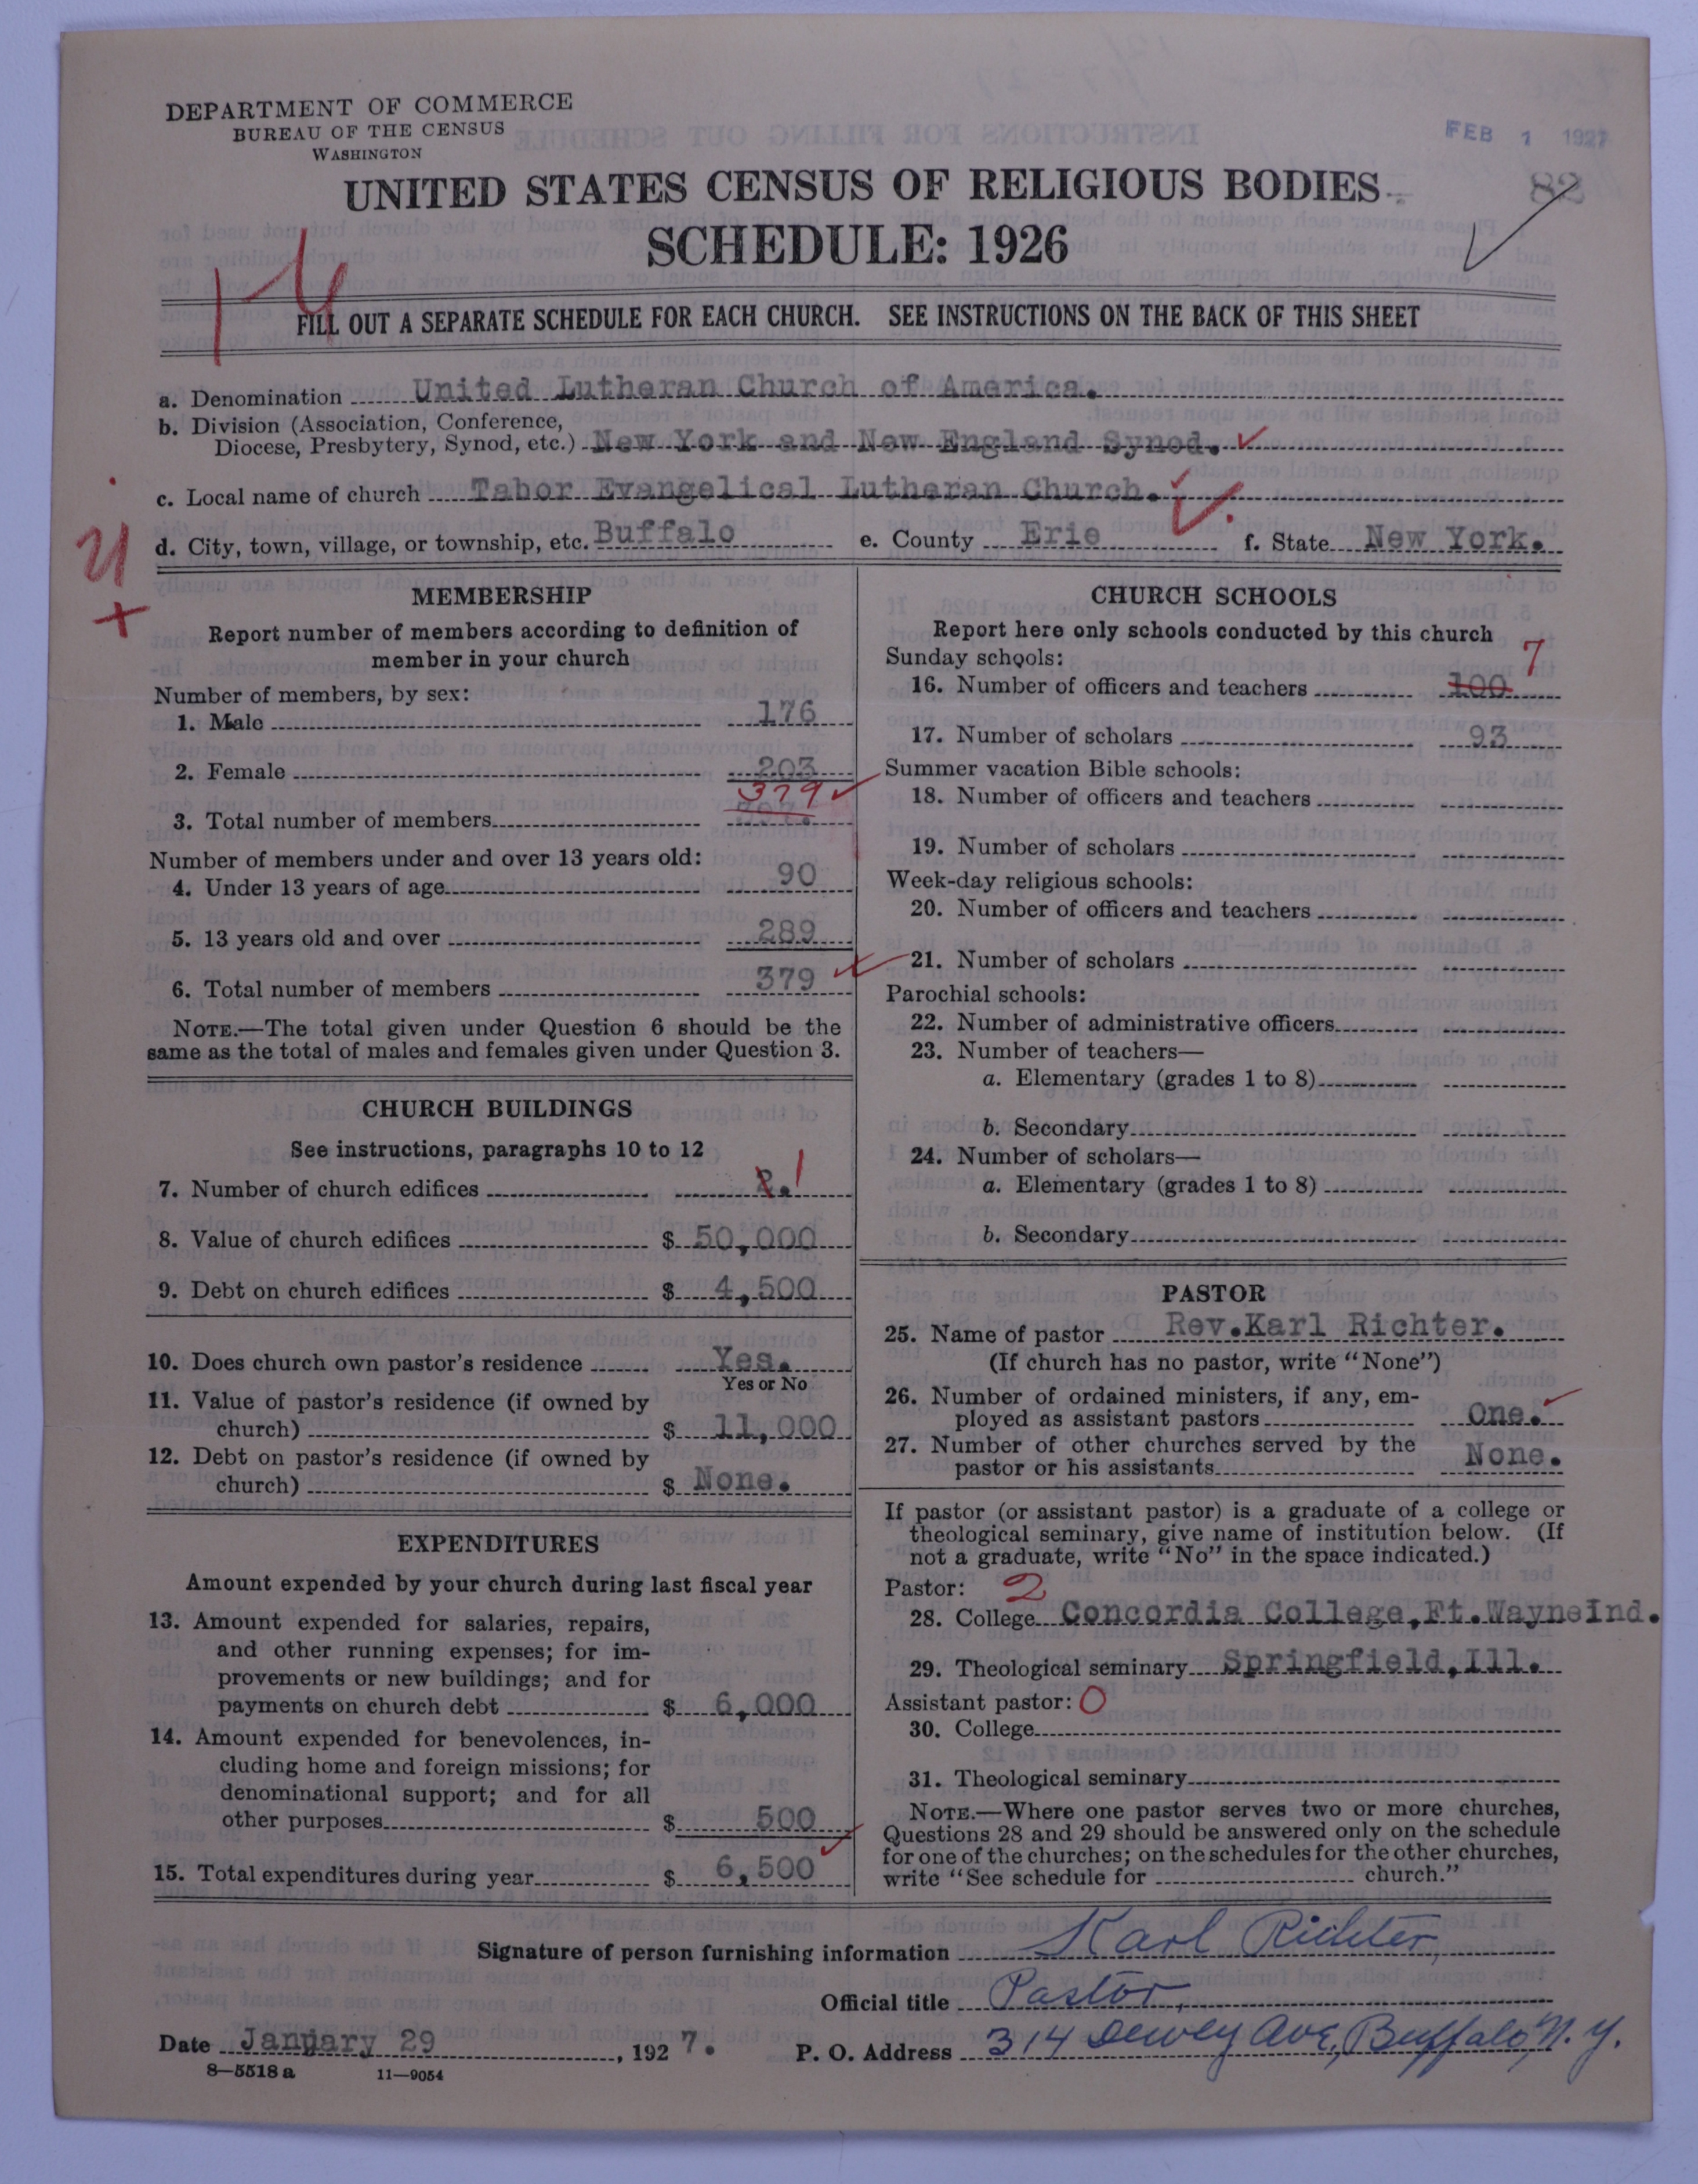 DEPARTMENT OF COMMERCE
BUREAU OF THE CENSUS
WASHINGTON
FEB 1 1927
82
UNITED STATES CENSUS OF RELIGIOUS BODIES
SCHEDULE: 1926
FILL OUT A SEPARATE SCHEDULE FOR EACH CHURCH. SEE INSTRUCTIONS ON THE BACK OF THIS SHEET
a. Denomination United Lutheran Church of America.
b. Division (Association, Conference,
Diocese, Presbytery, Synod, etc.) New York and New England Synod.
c. Local name of church Tabor Evangelical Lutheran Church.
d. City, town, village, or township, etc. Buffalo e. County Erie f. State New York.
MEMBERSHIP
Report number of members according to definition of
member in your church
Number of members, by sex:
1. Male 176
2. Female 203
379
3. Total number of members
Number of members under and over 13 years old:
4. Under 13 years of age 90
5. 13 years old and over 289
6. Total number of members 379
NOTE.—The total given under Question 6 should be the
same as the total of males and females given under Question 3.
CHURCH BUILDINGS
See instructions, paragraphs 10 to 12
7. Number of church edifices 2. 1
8. Value of church edifices $ 50,000
9. Debt on church edifices $ 4,500
10. Does church own pastor's residence Yes.
Yes or No
11. Value of pastor's residence (if owned by
church) $ 11,000
12. Debt on pastor's residence (if owned by
church) $ None.
EXPENDITURES
Amount expended by your church during last fiscal year
13. Amount expended for salaries, repairs,
and other running expenses; for im-
provements or new buildings; and for
payments on church debt $ 6,000
14. Amount expended for benevolences, in-
cluding home and foreign missions; for
denominational support; and for all
other purposes $ 500
15. Total expenditures during year $ 6,500
CHURCH SCHOOLS
Report here only schools conducted by this church
Sunday schools: 7
16. Number of officers and teachers 100
17. Number of scholars 93
Summer vacation Bible schools:
18. Number of officers and teachers
19. Number of scholars
Week-day religious schools:
20. Number of officers and teachers
21. Number of scholars
Parochial schools:
22. Number of administrative officers
23. Number of teachers—
a. Elementary (grades 1 to 8)
b. Secondary
24. Number of scholars—
a. Elementary (grades 1 to 8)
b. Secondary
PASTOR
25. Name of pastor Rev.Karl Richter.
(If church has no pastor, write "None")
26. Number of ordained ministers, if any, em-
ployed as assistant pastors One.
27. Number of other churches served by the
pastor or his assistants None.
If pastor (or assistant pastor) is a graduate of a college or
theological seminary, give name of institution below. (If
not a graduate, write "No" in the space indicated.)
Pastor: 2
28. College Concordia College,Ft.WayneInd.
29. Theological seminary Springfield,Ill.
Assistant pastor: 0
30. College
31. Theological seminary
NOTE.—Where one pastor serves two or more churches,
Questions 28 and 29 should be answered only on the schedule
for one of the churches; on the schedules for the other churches,
write "See schedule for church."
Signature of person furnishing information Karl Richter,
Official title Pastor,
Date January 29, 1927. P. O. Address 314 Dewey Ave, Buffalo, N. Y.
8—5518 a 11—9054